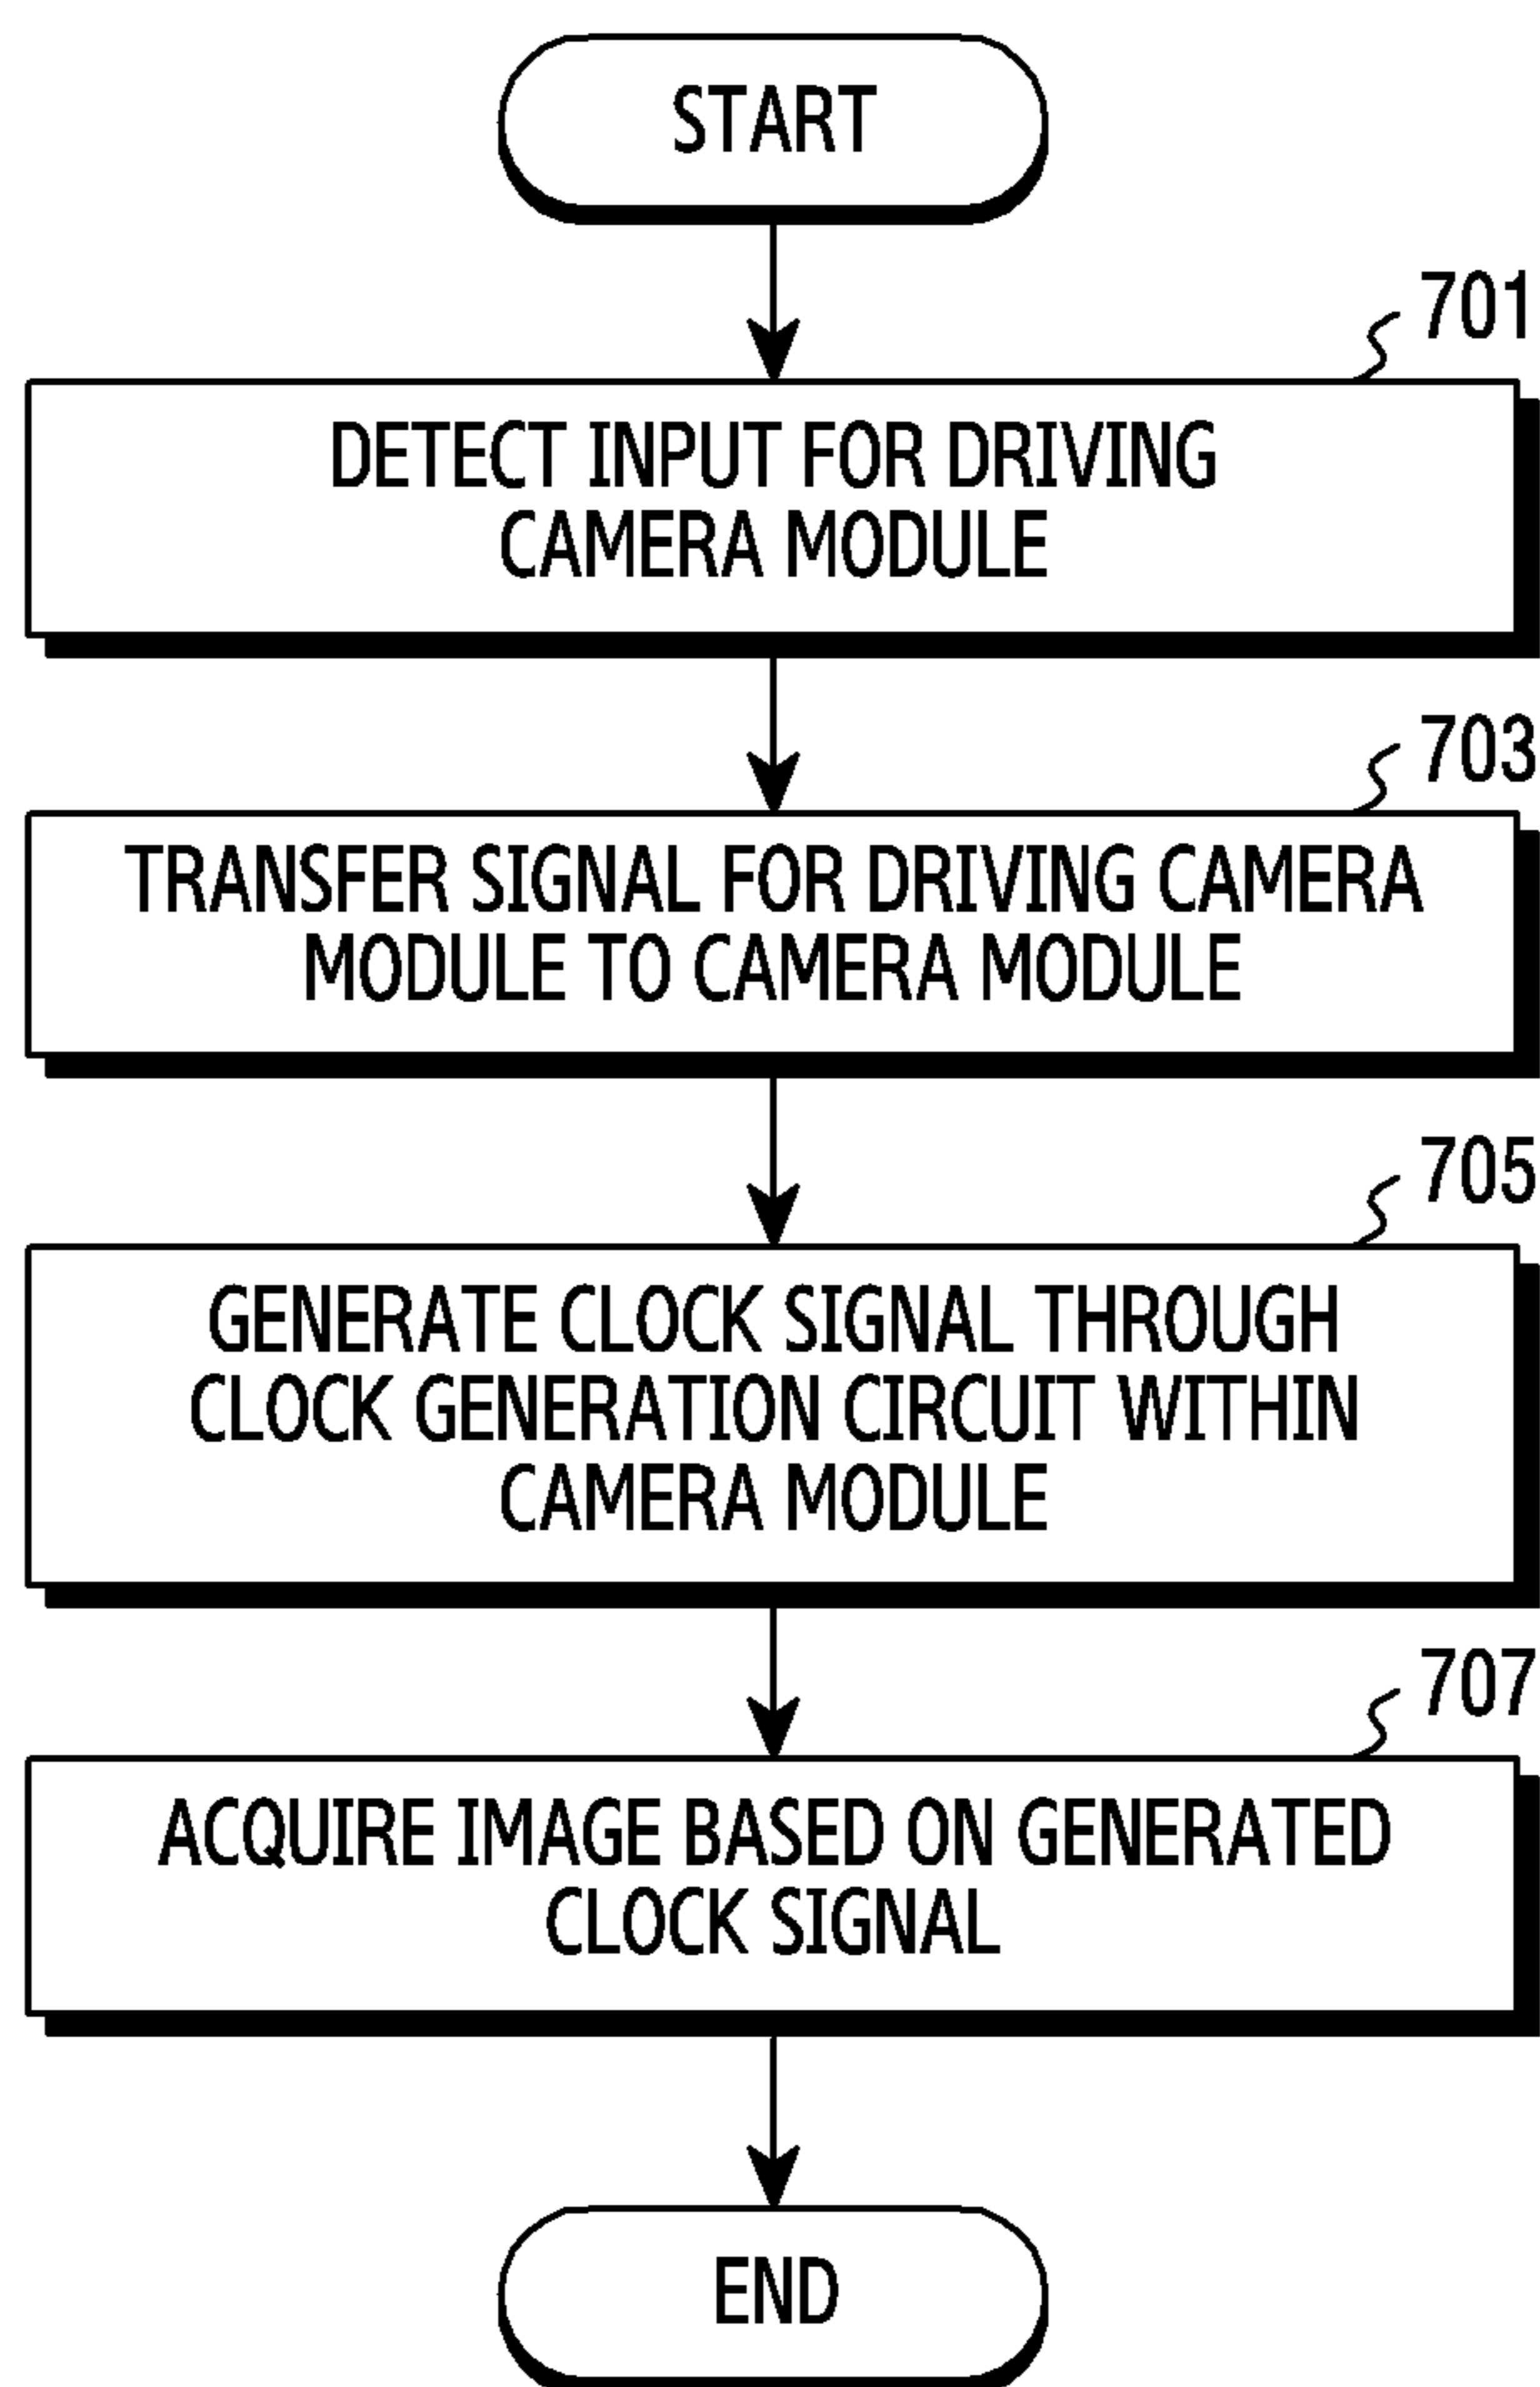 START
701
DETECT INPUT FOR DRIVING
CAMERA MODULE
703
TRANSFER SIGNAL FOR DRIVING CAMERA
MODULE TO CAMERA MODULE
705
GENERATE CLOCK SIGNAL THROUGH
CLOCK GENERATION CIRCUIT WITHIN
CAMERA MODULE
707
ACQUIRE IMAGE BASED ON GENERATED
CLOCK SIGNAL
END